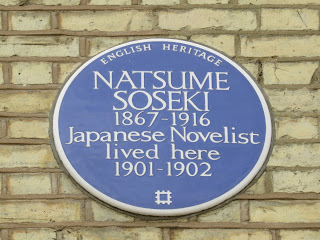 ENGLISH HERITAGE
NATSUME
SOSEKI
1867-1916
Japanese Novelist
lived here
1901-1902